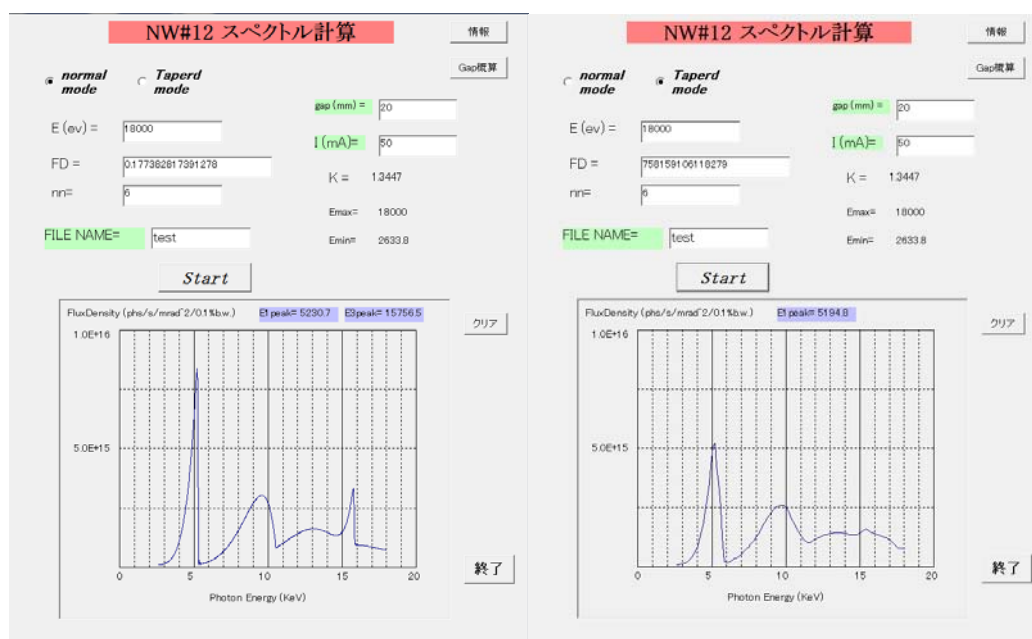 NW#12 スペクトル計算
情報
Gap概算
normal mode
Taperd mode
gap (mm) = 20
E (ev) = 18000
I (mA)= 50
FD = 0.177382817391278
K = 1.3447
nn= 6
Emax= 18000
FILE NAME= test
Emin= 2633.8
Start
FluxDensity (phs/s/mrad^2/0.1%b.w.)
E1 peak= 5230.7
E3peak= 15756.5
クリア
1.0E+16
5.0E+15
0 5 10 15 20
Photon Energy (KeV)
終了
NW#12 スペクトル計算
情報
Gap概算
normal mode
Taperd mode
gap (mm) = 20
E (ev) = 18000
I (mA)= 50
FD = 758159106118279
K = 1.3447
nn= 6
Emax= 18000
FILE NAME= test
Emin= 2633.8
Start
FluxDensity (phs/s/mrad^2/0.1%b.w.)
E1 peak= 5194.8
クリア
1.0E+16
5.0E+15
0 5 10 15 20
Photon Energy (KeV)
終了